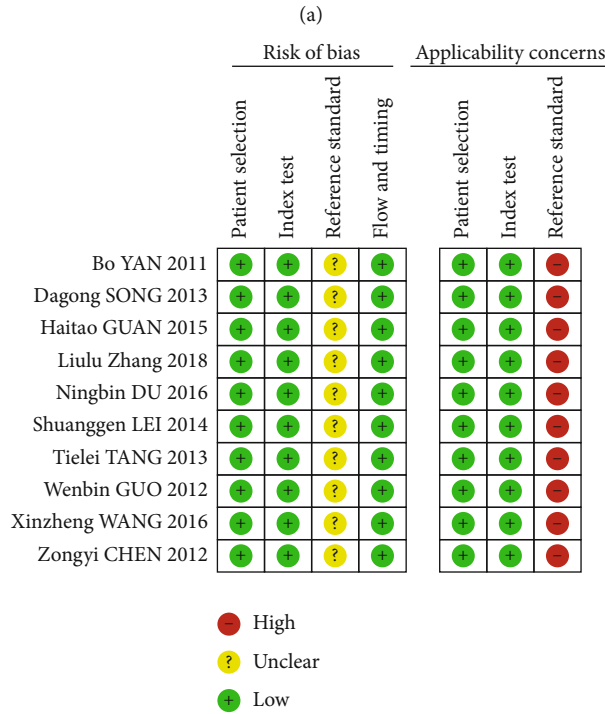 (a)
Risk of bias Applicability concerns
Patient selection
Index test
Reference standard
Flow and timing
Patient selection
Index test
Reference standard
Bo YAN 2011 + + ? + + + –
Dagong SONG 2013 + + ? + + + –
Haitao GUAN 2015 + + ? + + + –
Liulu Zhang 2018 + + ? + + + –
Ningbin DU 2016 + + ? + + + –
Shuanggen LEI 2014 + + ? + + + –
Tielei TANG 2013 + + ? + + + –
Wenbin GUO 2012 + + ? + + + –
Xinzheng WANG 2016 + + ? + + + –
Zongyi CHEN 2012 + + ? + + + –
– High
? Unclear
+ Low